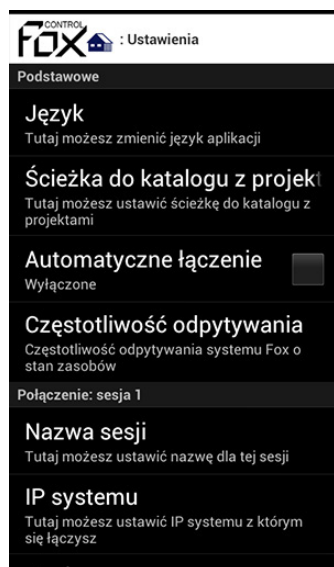 CONTROL
FOX : Ustawienia
Podstawowe
Język
Tutaj możesz zmienić język aplikacji
Ścieżka do katalogu z projekt
Tutaj możesz ustawić ścieżkę do katalogu z
projektami
Automatyczne łączenie
Wyłączone
Częstotliwość odpytywania
Częstotliwość odpytywania systemu Fox o
stan zasobów
Połączenie: sesja 1
Nazwa sesji
Tutaj możesz ustawić nazwę dla tej sesji
IP systemu
Tutaj możesz ustawić IP systemu z którym
się łączysz